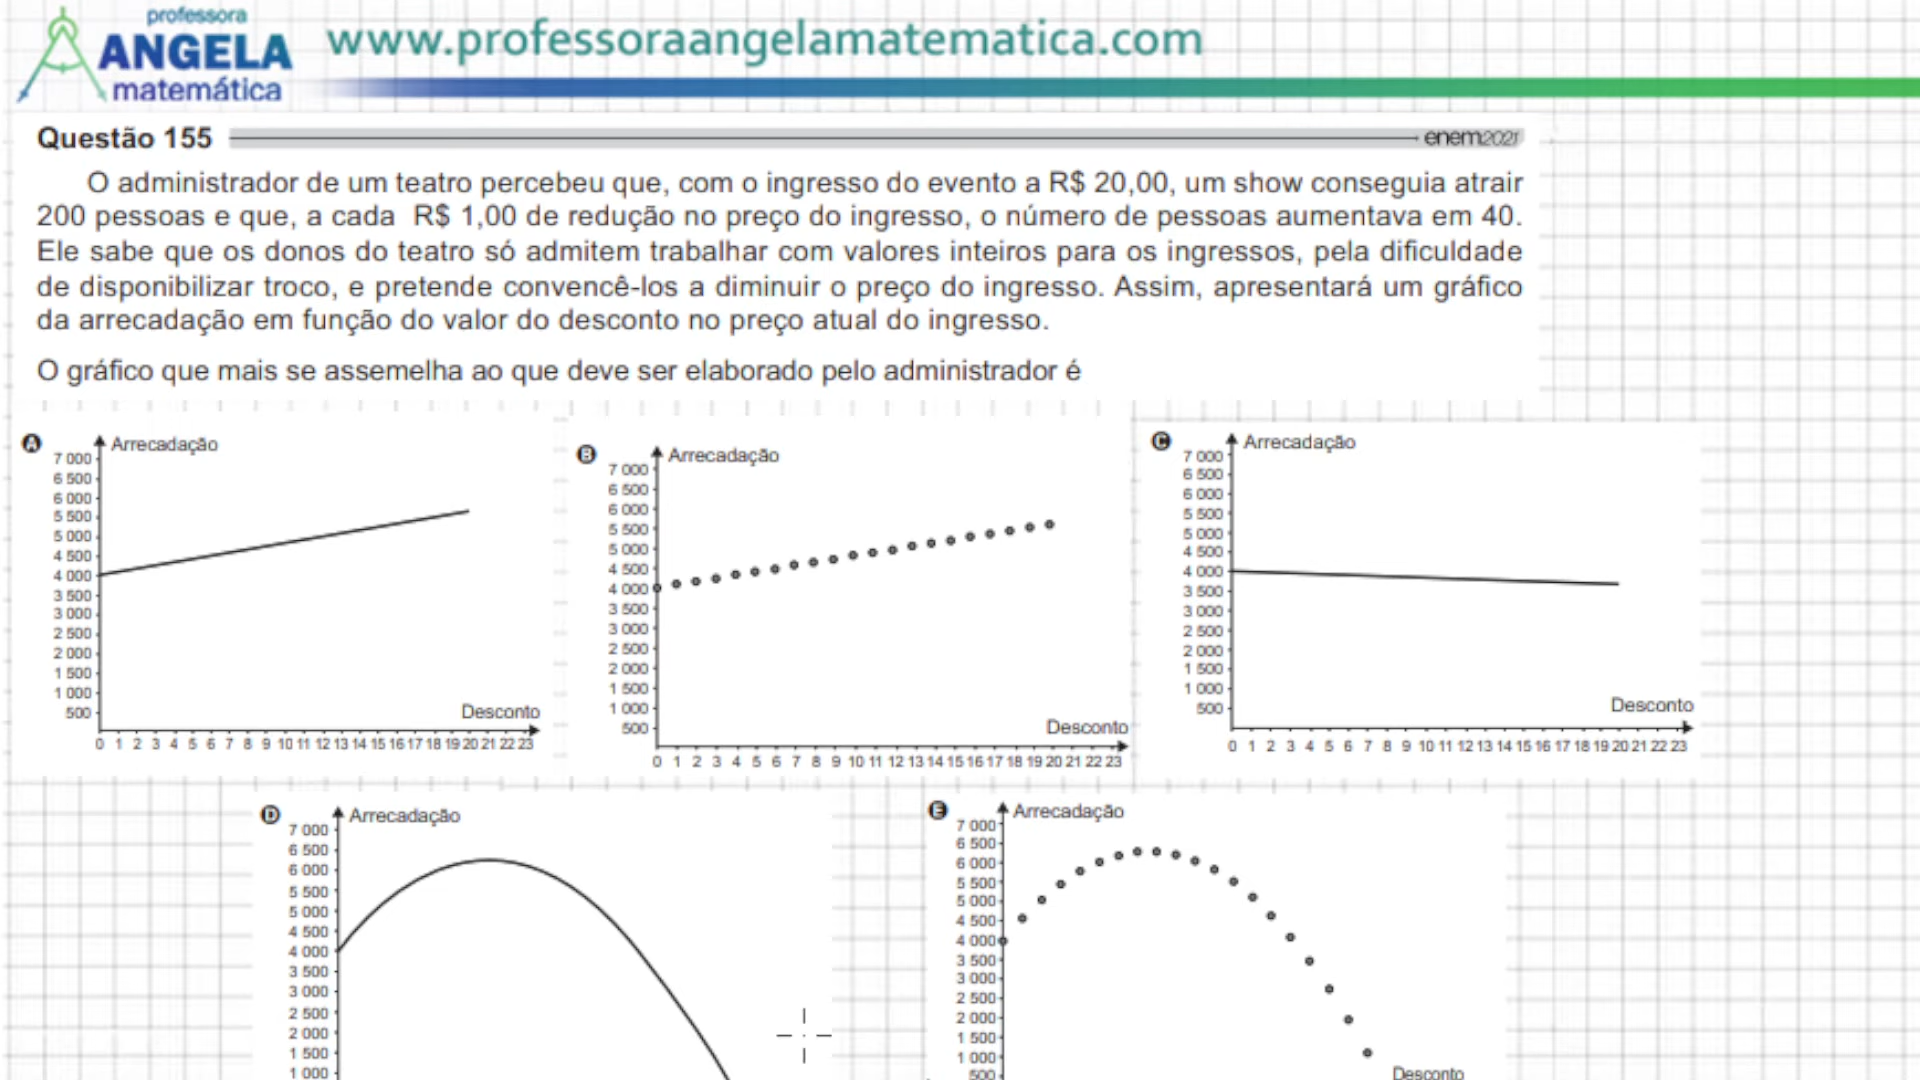 professora
ANGELA
matemática
www.professoraangelamatematica.com
Questão 155
enem2021
O administrador de um teatro percebeu que, com o ingresso do evento a R$ 20,00, um show conseguia atrair
200 pessoas e que, a cada R$ 1,00 de redução no preço do ingresso, o número de pessoas aumentava em 40.
Ele sabe que os donos do teatro só admitem trabalhar com valores inteiros para os ingressos, pela dificuldade
de disponibilizar troco, e pretende convencê-los a diminuir o preço do ingresso. Assim, apresentará um gráfico
da arrecadação em função do valor do desconto no preço atual do ingresso.
O gráfico que mais se assemelha ao que deve ser elaborado pelo administrador é
A
Arrecadação
7 000
6 500
6 000
5 500
5 000
4 500
4 000
3 500
3 000
2 500
2 000
1 500
1 000
500
Desconto
0 1 2 3 4 5 6 7 8 9 10 11 12 13 14 15 16 17 18 19 20 21 22 23
B
Arrecadação
7 000
6 500
6 000
5 500
5 000
4 500
4 000
3 500
3 000
2 500
2 000
1 500
1 000
500
Desconto
0 1 2 3 4 5 6 7 8 9 10 11 12 13 14 15 16 17 18 19 20 21 22 23
C
Arrecadação
7 000
6 500
6 000
5 500
5 000
4 500
4 000
3 500
3 000
2 500
2 000
1 500
1 000
500
Desconto
0 1 2 3 4 5 6 7 8 9 10 11 12 13 14 15 16 17 18 19 20 21 22 23
D
Arrecadação
7 000
6 500
6 000
5 500
5 000
4 500
4 000
3 500
3 000
2 500
2 000
1 500
1 000
E
Arrecadação
7 000
6 500
6 000
5 500
5 000
4 500
4 000
3 500
3 000
2 500
2 000
1 500
1 000
500
Desconto